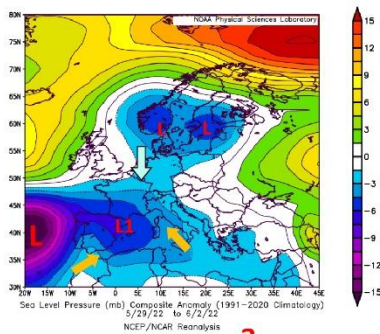 NOAA Physical Sciences Laboratory
80N
75N
70N
65N
60N
55N
50N
45N
40N
35N
30N
L
L
L
L1
20W
15W
10W
5W
0
5E
10E
15E
20E
25E
30E
35E
40E
45E
15
12
9
6
3
0
-3
-6
-9
-12
-15
Sea Level Pressure (mb) Composite Anomaly (1991-2020 Climatology)
5/29/22 to 6/2/22
NCEP/NCAR Reanalysis